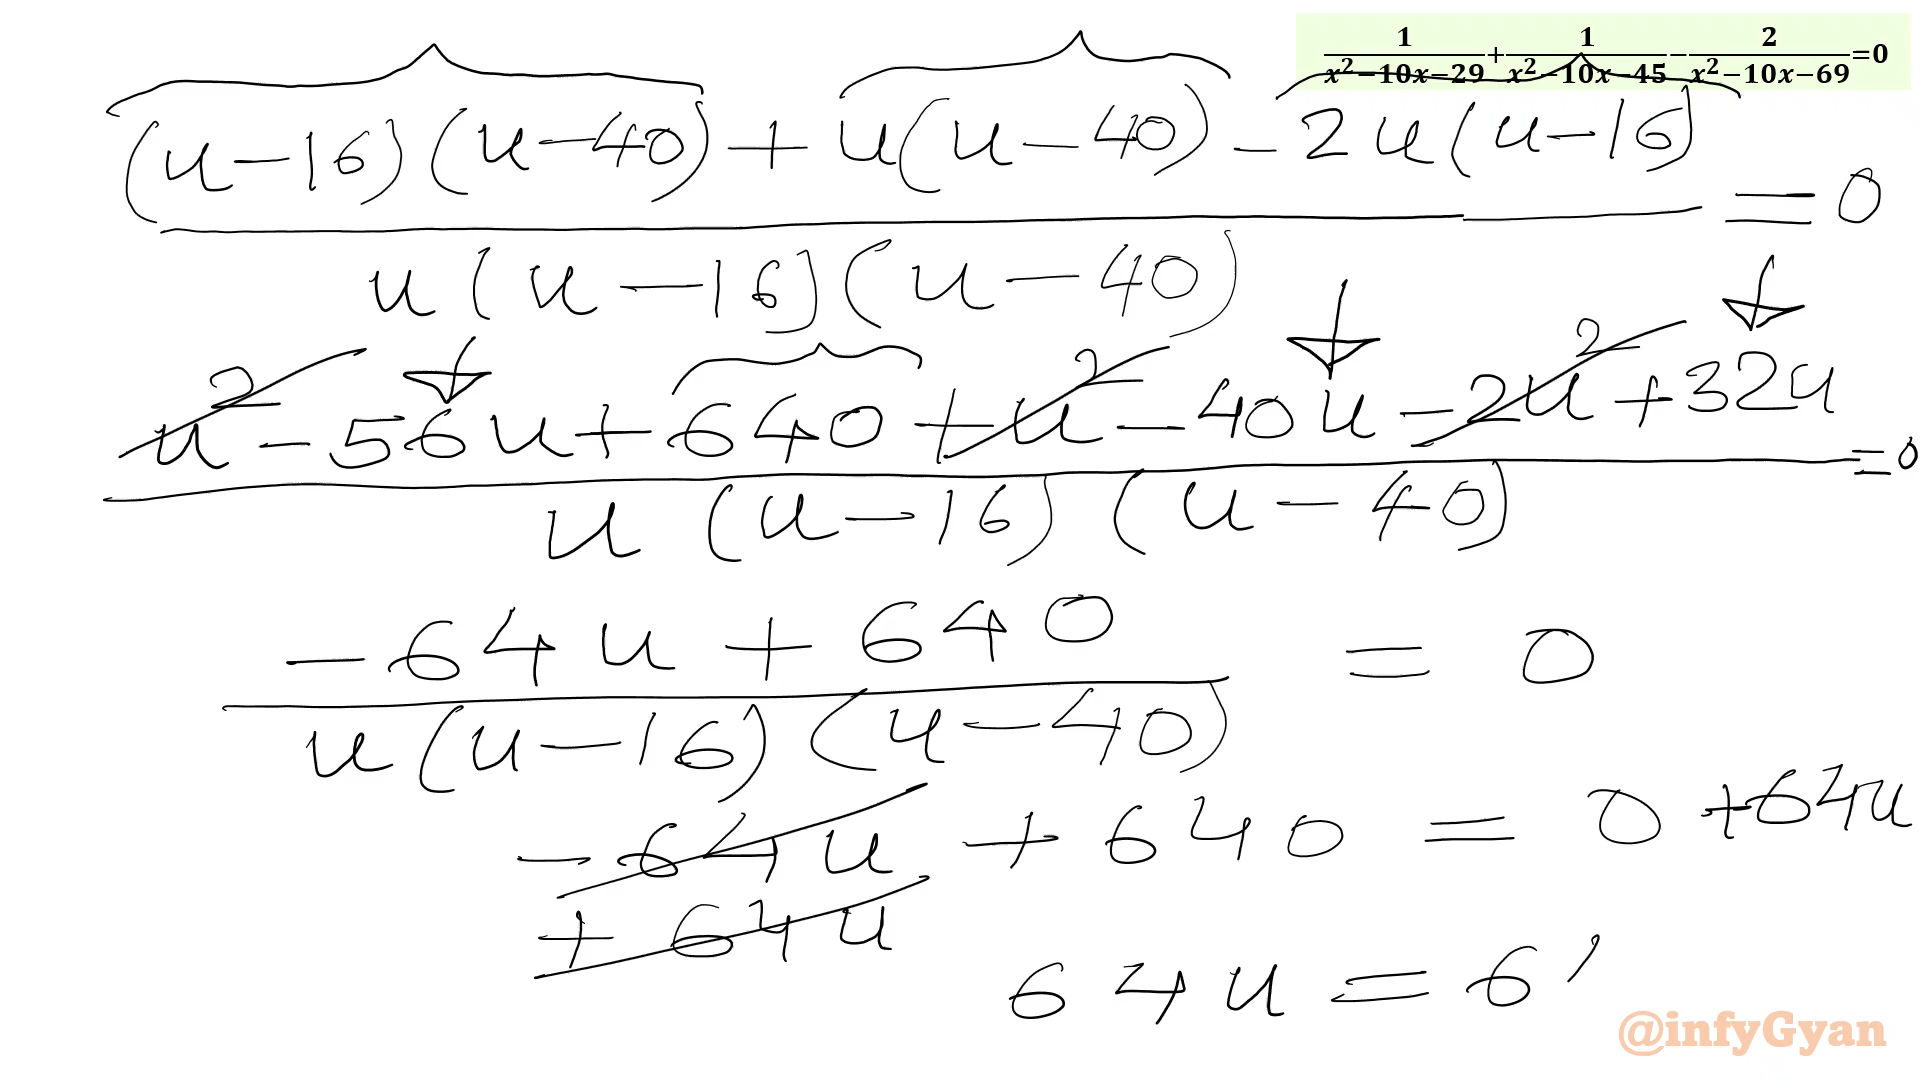 1/(x²−10x−29) + 1/(x²−10x−45) − 2/(x²−10x−69) = 0
(u−16)(u−40) + u(u−40) − 2u(u−16) = 0
u(u−16)(u−40)
u² − 56u + 640 + u² − 40u − 2u² + 32u = 0
u(u−16)(u−40)
−64u + 640 = 0
u(u−16)(u−40)
−64u + 640 = 0 + 64u
+64u
64u = 6
@infyGyan